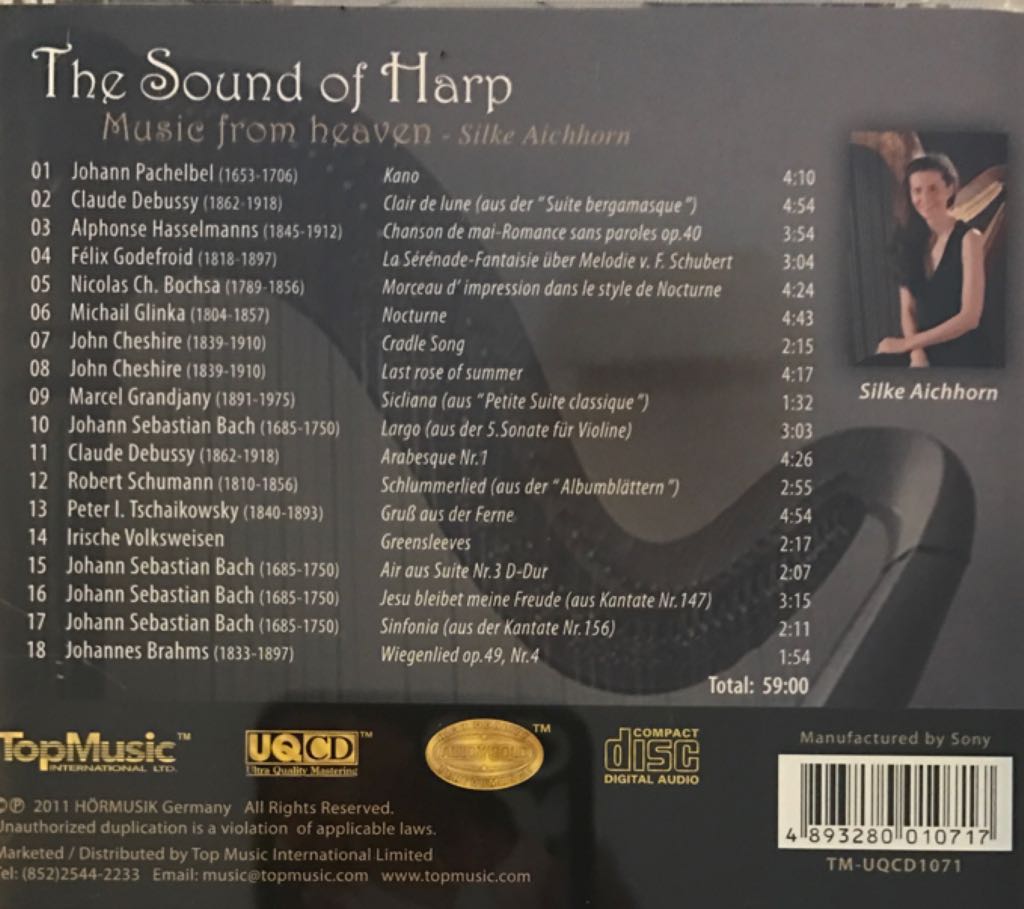 The Sound of Harp
Music from heaven - Silke Aichhorn
01 Johann Pachelbel (1653-1706) Kano 4:10
02 Claude Debussy (1862-1918) Clair de lune (aus der "Suite bergamasque") 4:54
03 Alphonse Hasselmanns (1845-1912) Chanson de mai-Romance sans paroles op.40 3:54
04 Félix Godefroid (1818-1897) La Sérénade-Fantaisie über Melodie v. F. Schubert 3:04
05 Nicolas Ch. Bochsa (1789-1856) Morceau d' impression dans le style de Nocturne 4:24
06 Michail Glinka (1804-1857) Nocturne 4:43
07 John Cheshire (1839-1910) Cradle Song 2:15
08 John Cheshire (1839-1910) Last rose of summer 4:17
09 Marcel Grandjany (1891-1975) Sicliana (aus "Petite Suite classique") 1:32
10 Johann Sebastian Bach (1685-1750) Largo (aus der 5.Sonate für Violine) 3:03
11 Claude Debussy (1862-1918) Arabesque Nr.1 4:26
12 Robert Schumann (1810-1856) Schlummerlied (aus der "Albumblättern") 2:55
13 Peter I. Tschaikowsky (1840-1893) Gruß aus der Ferne 4:54
14 Irische Volksweisen Greensleeves 2:17
15 Johann Sebastian Bach (1685-1750) Air aus Suite Nr.3 D-Dur 2:07
16 Johann Sebastian Bach (1685-1750) Jesu bleibet meine Freude (aus Kantate Nr.147) 3:15
17 Johann Sebastian Bach (1685-1750) Sinfonia (aus der Kantate Nr.156) 2:11
18 Johannes Brahms (1833-1897) Wiegenlied op.49, Nr.4 1:54
Total: 59:00
Silke Aichhorn
TopMusic™
INTERNATIONAL LTD.
UQCD™
Ultra Quality Mastering
TM
COMPACT
disc
DIGITAL AUDIO
Manufactured by Sony
4 893280 010717
TM-UQCD1071
©℗ 2011 HÖRMUSIK Germany All Rights Reserved.
Unauthorized duplication is a violation of applicable laws.
Marketed / Distributed by Top Music International Limited
Tel: (852)2544-2233 Email: music@topmusic.com www.topmusic.com